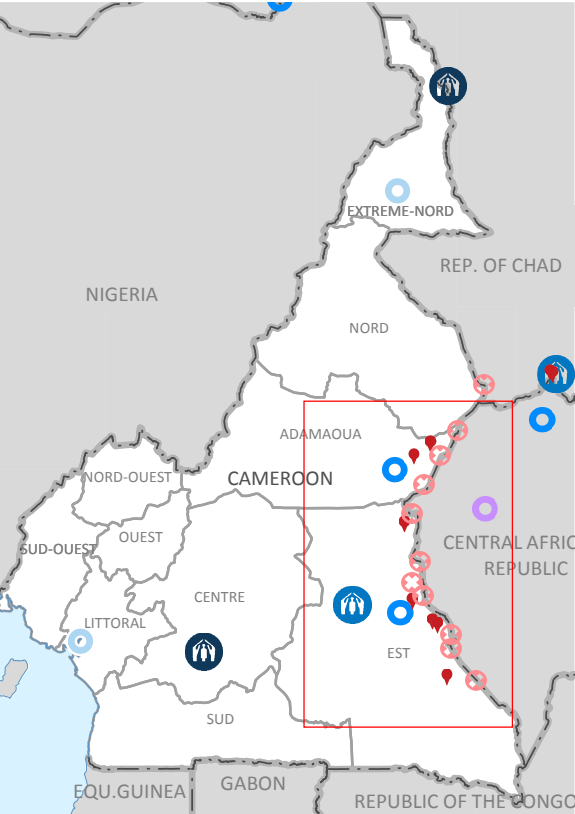 EXTREME-NORD
REP. OF CHAD
NIGERIA
NORD
ADAMAOUA
NORD-OUEST
CAMEROON
OUEST
SUD-OUEST
CENTRAL AFRIC
REPUBLIC
CENTRE
LITTORAL
EST
SUD
GABON
EQU.GUINEA
REPUBLIC OF THE CONGO